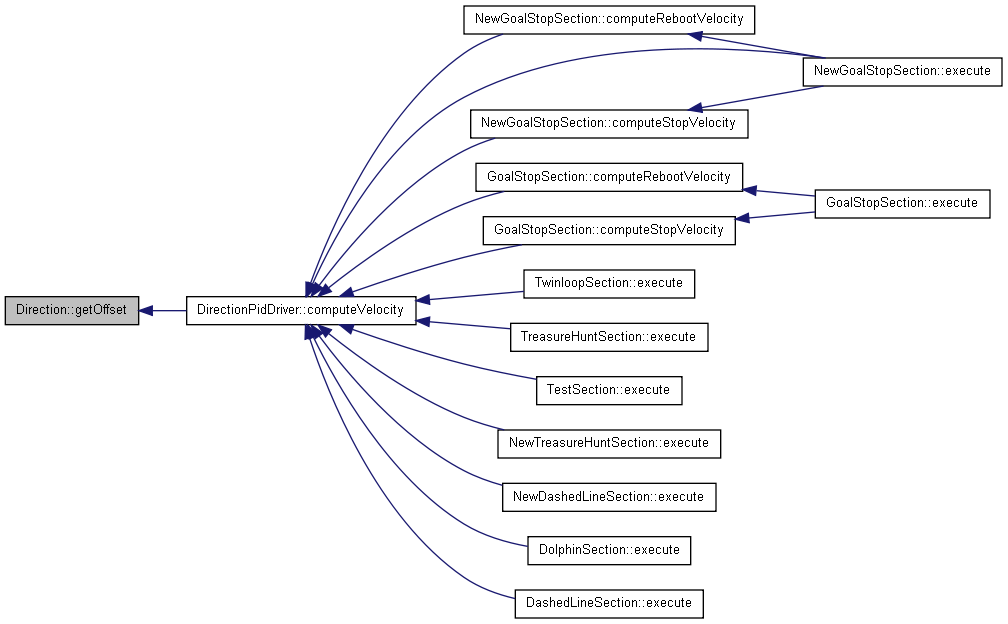 NewGoalStopSection::computeRebootVelocity
NewGoalStopSection::execute
NewGoalStopSection::computeStopVelocity
GoalStopSection::computeRebootVelocity
GoalStopSection::execute
GoalStopSection::computeStopVelocity
TwinloopSection::execute
Direction::getOffset
DirectionPidDriver::computeVelocity
TreasureHuntSection::execute
TestSection::execute
NewTreasureHuntSection::execute
NewDashedLineSection::execute
DolphinSection::execute
DashedLineSection::execute